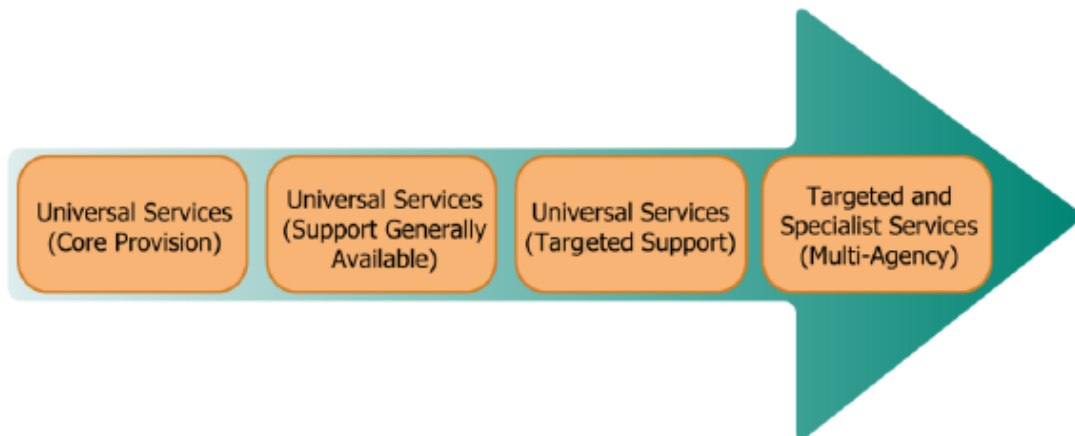 Universal Services
(Core Provision)
Universal Services
(Support Generally
Available)
Universal Services
(Targeted Support)
Targeted and
Specialist Services
(Multi-Agency)